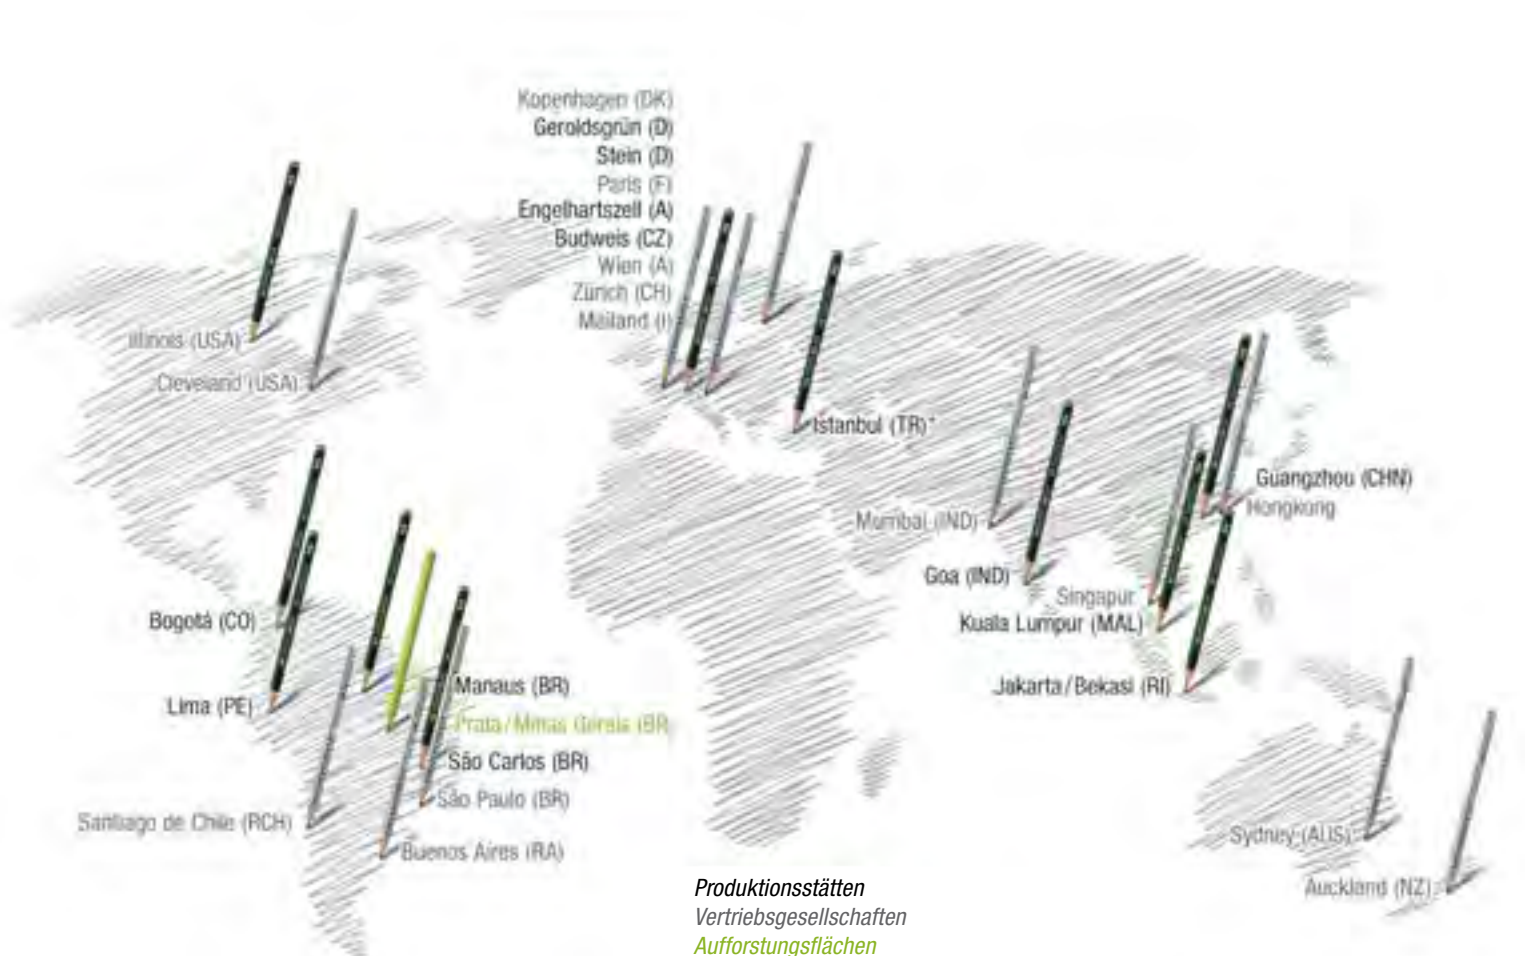 Kopenhagen (DK)
Geroldsgrün (D)
Stein (D)
Paris (F)
Engelhartszell (A)
Budweis (CZ)
Wien (A)
Zürich (CH)
Mailand (I)
Illinois (USA)
Cleveland (USA)
Istanbul (TR)*
Guangzhou (CHN)
Hongkong
Mumbai (IND)
Goa (IND)
Singapur
Kuala Lumpur (MAL)
Jakarta/Bekasi (RI)
Bogotá (CO)
Lima (PE)
Manaus (BR)
Prata/Minas Gerais (BR
São Carlos (BR)
São Paulo (BR)
Santiago de Chile (RCH)
Buenos Aires (RA)
Sydney (AUS)
Auckland (NZ)
Produktionsstätten
Vertriebsgesellschaften
Aufforstungsflächen